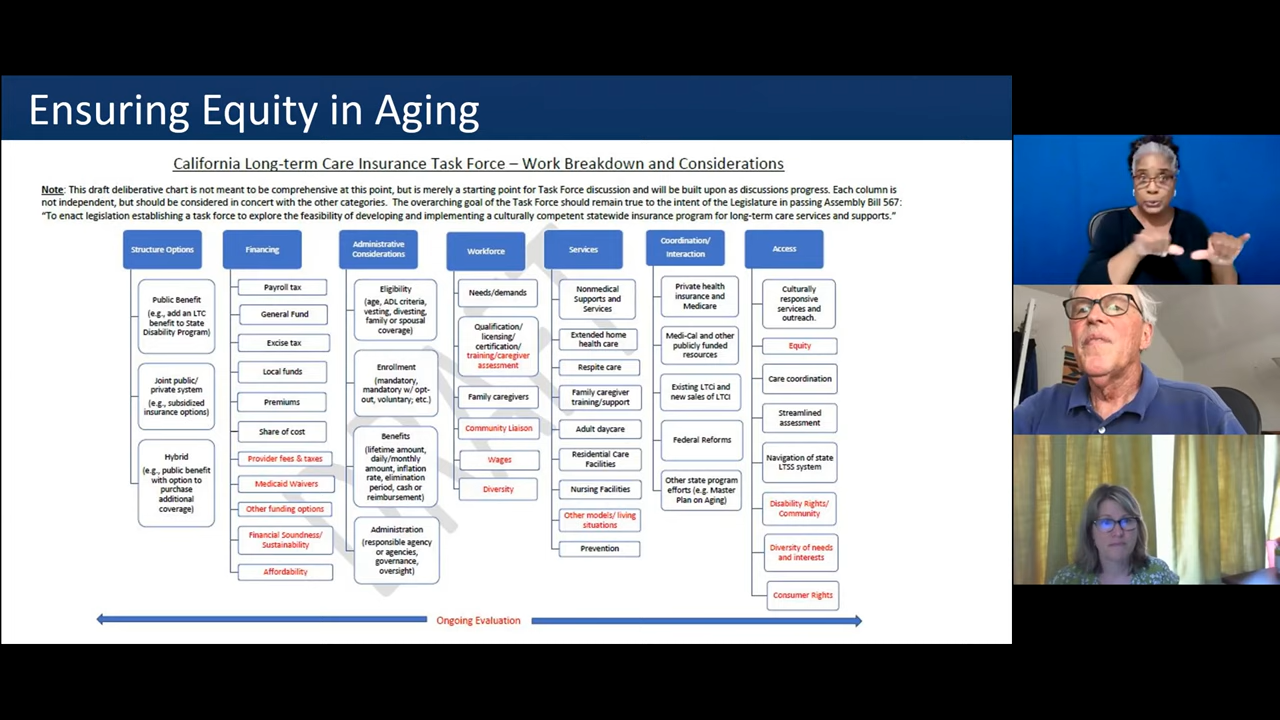 Ensuring Equity in Aging
California Long-term Care Insurance Task Force – Work Breakdown and Considerations
Note: This draft deliberative chart is not meant to be comprehensive at this point, but is merely a starting point for Task Force discussion and will be built upon as discussions progress. Each column is
not independent, but should be considered in concert with the other categories. The overarching goal of the Task Force should remain true to the intent of the Legislature in passing Assembly Bill 567:
“To enact legislation establishing a task force to explore the feasibility of developing and implementing a culturally competent statewide insurance program for long-term care services and supports.”
Structure Options
Public Benefit
(e.g., add an LTC
benefit to State
Disability Program)
Joint public/
private system
(e.g., subsidized
insurance options)
Hybrid
(e.g., public benefit
with option to
purchase
additional
coverage)
Financing
Payroll tax
General Fund
Excise tax
Local funds
Premiums
Share of cost
Provider fees & taxes
Medicaid Waivers
Other funding options
Financial Soundness/
Sustainability
Affordability
Administrative
Considerations
Eligibility
(age, ADL criteria,
vesting, divesting,
family or spousal
coverage)
Enrollment
(mandatory,
mandatory w/ opt-
out, voluntary; etc.)
Benefits
(lifetime amount,
daily/monthly
amount, inflation
rate, elimination
period, cash or
reimbursement)
Administration
(responsible agency
or agencies,
governance,
oversight)
Workforce
Needs/demands
Qualification/
licensing/
certification/
training/caregiver
assessment
Family caregivers
Community Liaison
Wages
Diversity
Services
Nonmedical
Supports and
Services
Extended home
health care
Respite care
Family caregiver
training/support
Adult daycare
Residential Care
Facilities
Nursing Facilities
Other models/ living
situations
Prevention
Coordination/
Interaction
Private health
insurance and
Medicare
Medi-Cal and other
publicly funded
resources
Existing LTCi and
new sales of LTCI
Federal Reforms
Other state program
efforts (e.g. Master
Plan on Aging)
Access
Culturally
responsive
services and
outreach.
Equity
Care coordination
Streamlined
assessment
Navigation of state
LTSS system
Disability Rights/
Community
Diversity of needs
and interests
Consumer Rights
Ongoing Evaluation
DRAFT